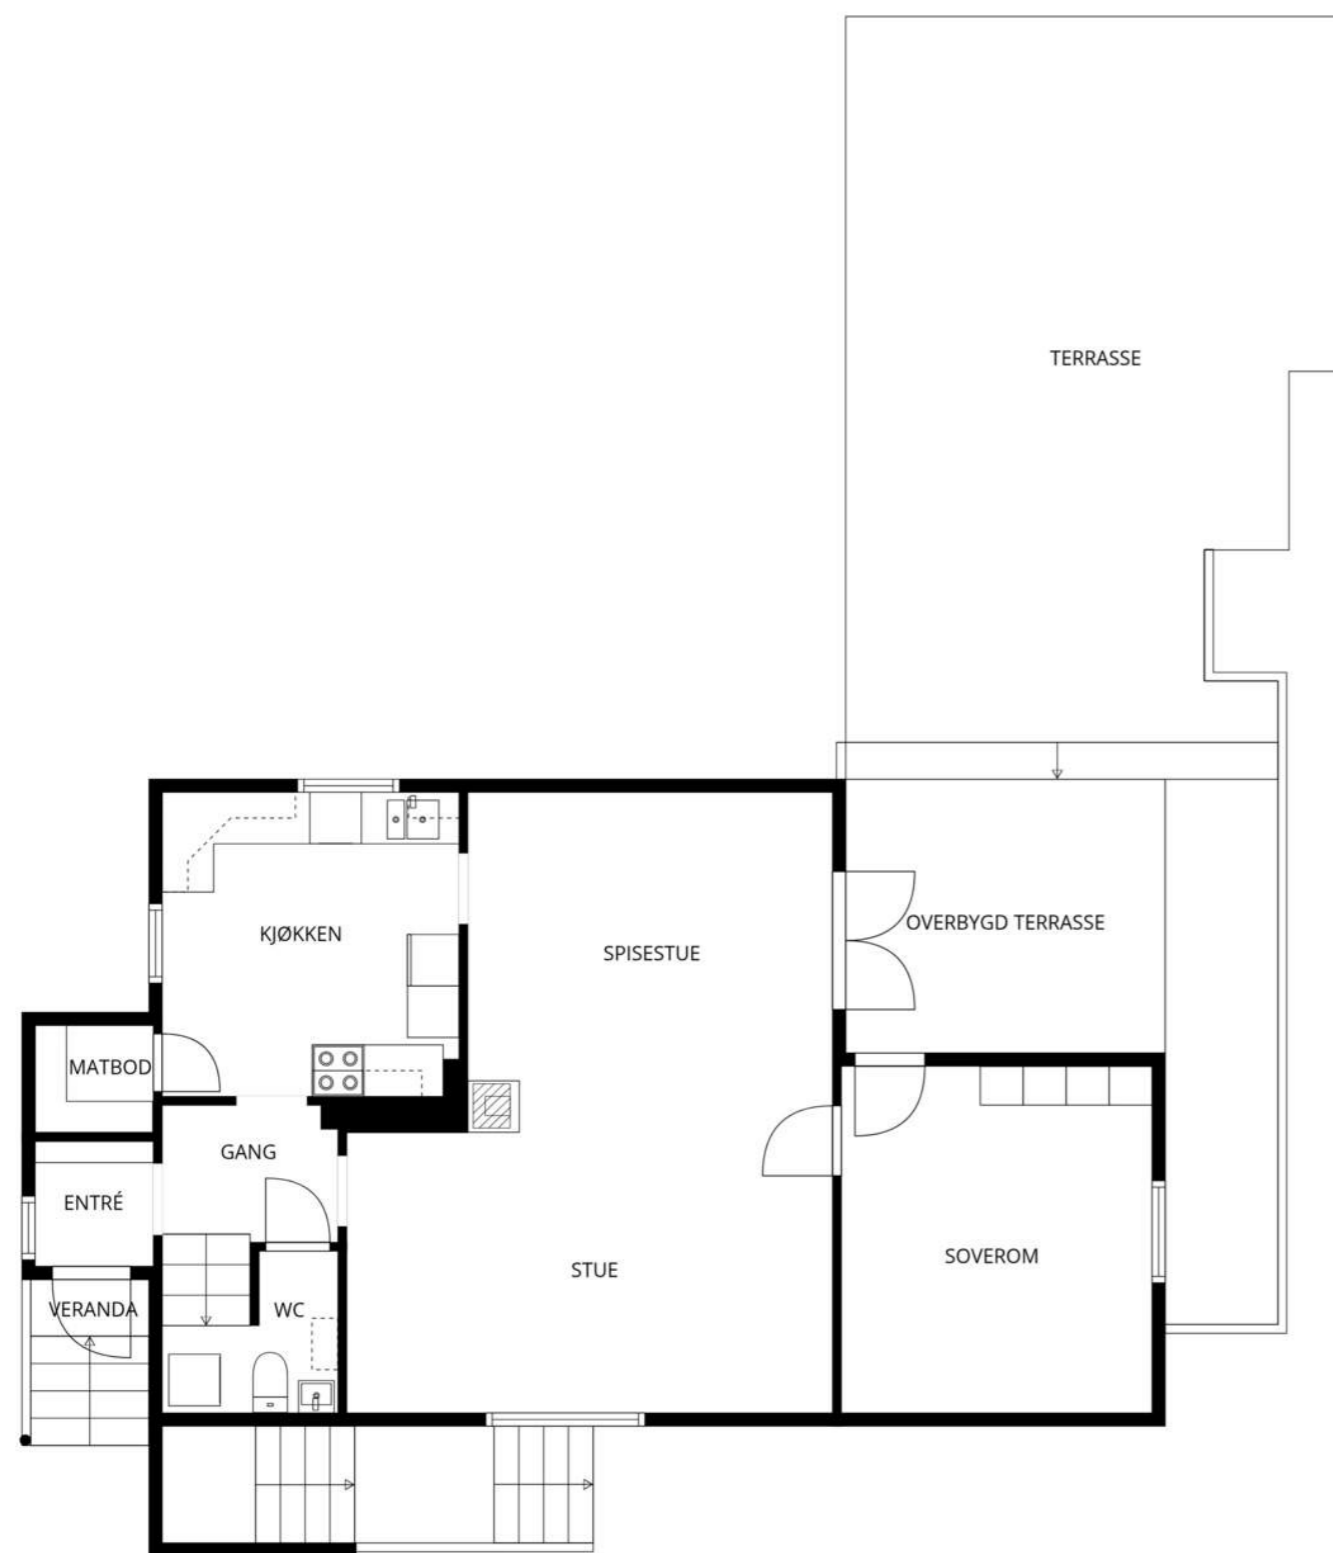 TERRASSE
OVERBYGD TERRASSE
KJØKKEN
SPISESTUE
MATBOD
GANG
ENTRÉ
SOVEROM
STUE
VERANDA
WC